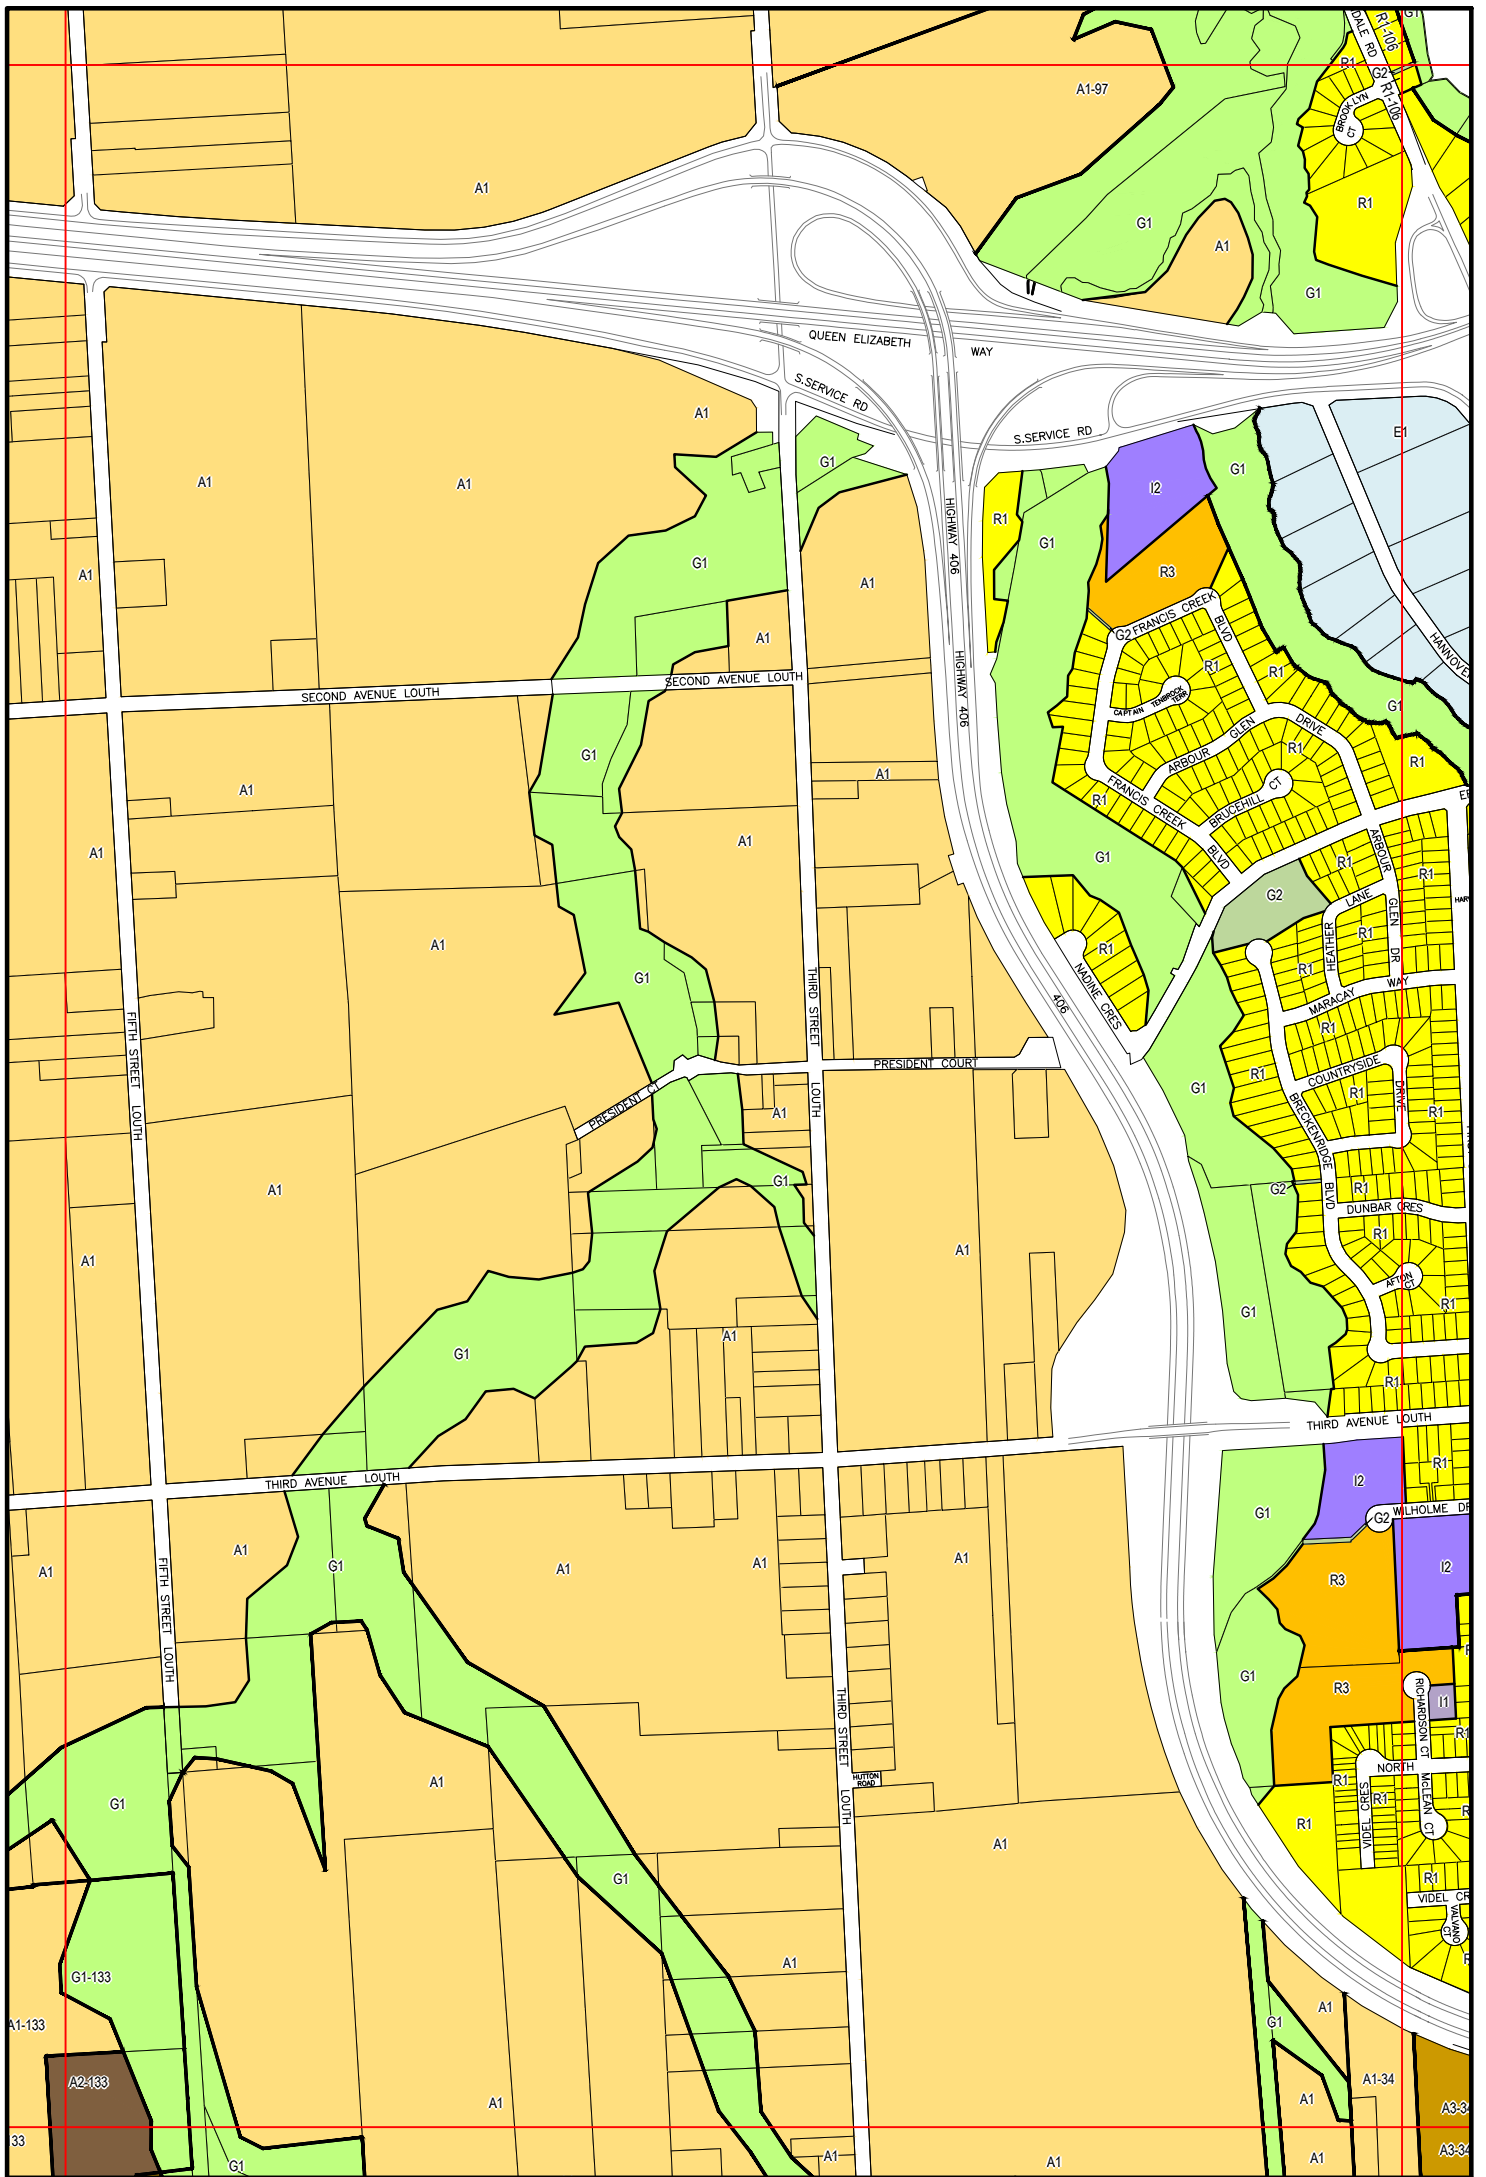 G1
R1-106
DALE RD
R1
G2
R1-106
A1-97
BROOKLYN
CT
A1
R1
G1
A1
G1
QUEEN ELIZABETH
WAY
S.SERVICE RD
A1
S.SERVICE RD
E1
G1
G1
A1
A1
I2
HIGHWAY 406
R1
G1
G1
A1
A1
R3
FRANCIS CREEK
BLVD
G2
A1
HANNOVE
HIGHWAY 406
R1
R1
SECOND AVENUE LOUTH
SECOND AVENUE LOUTH
CAPTAIN TENBROCK
TERR
G1
ARBOUR GLEN
DRIVE
G1
R1
R1
A1
A1
FRANCIS CREEK
BLVD
BRUCEHILL CT
R1
A1
A1
G1
ARBOUR
GLEN
DR
R1
R1
G2
LANE
HEATHER
A1
R1
R1
R1
G1
THIRD STREET
LOUTH
NADINE CRES
406
MARACAY
WAY
R1
FIFTH STREET LOUTH
PRESIDENT COURT
PRESIDENT CT
COUNTRYSIDE
DRIVE
R1
G1
R1
R1
A1
BRECKENRIDGE BLVD
A1
G1
G2
R1
DUNBAR CRES
R1
A1
A1
AFTON
CT
R1
G1
A1
G1
R1
THIRD AVENUE LOUTH
THIRD AVENUE LOUTH
R1
I2
G1
G2
WILHOLME DR
A1
A1
G1
A1
A1
A1
I2
R3
FIFTH STREET LOUTH
G1
R3
RICHARDSON CT
I1
THIRD STREET
LOUTH
R1
NORTH
HUTTON
ROAD
A1
R1
VIDEL CRES
R1
McLEAN CT
G1
R1
A1
G1
R1
VIDEL CR
VALVANO
CT
A1
G1-133
A1
G1
A1-133
A2-133
A1-34
A1
A1
A3-34
33
G1
A1
A1
A1
A3-34